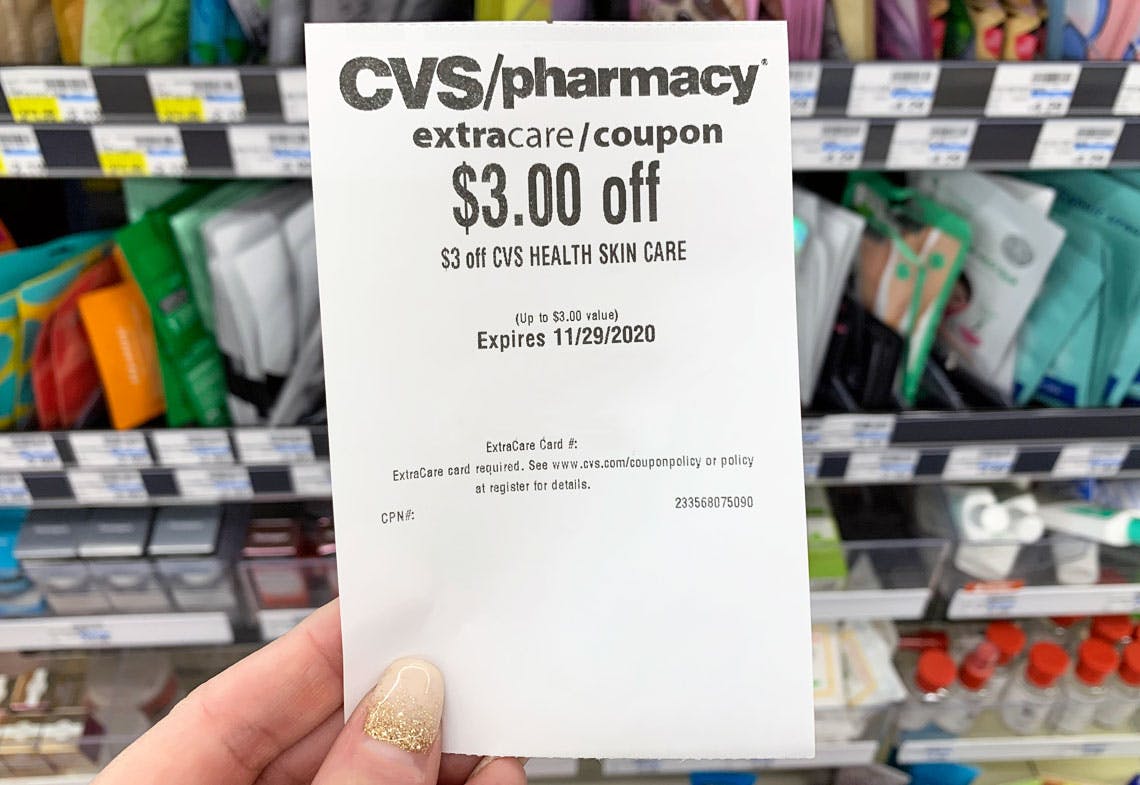 CVS/pharmacy®
extracare/coupon
$3.00 off
$3 off CVS HEALTH SKIN CARE
(Up to $3.00 value)
Expires 11/29/2020
ExtraCare Card #:
ExtraCare card required. See www.cvs.com/couponpolicy or policy
at register for details.
CPN#: 233568075090